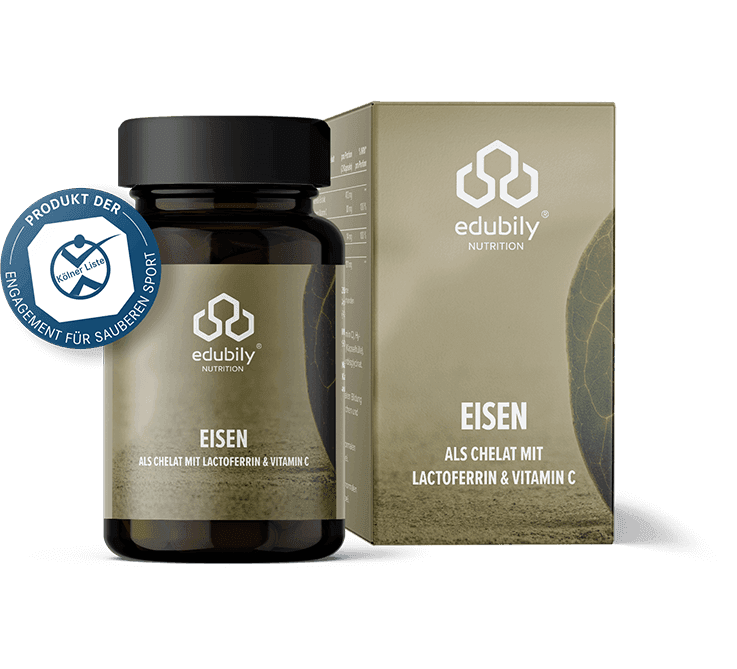 PRODUKT DER
Kölner Liste
ENGAGEMENT FÜR SAUBEREN SPORT
edubily®
NUTRITION
EISEN
ALS CHELAT MIT LACTOFERRIN & VITAMIN C
edubily®
NUTRITION
EISEN
ALS CHELAT MIT
LACTOFERRIN & VITAMIN C